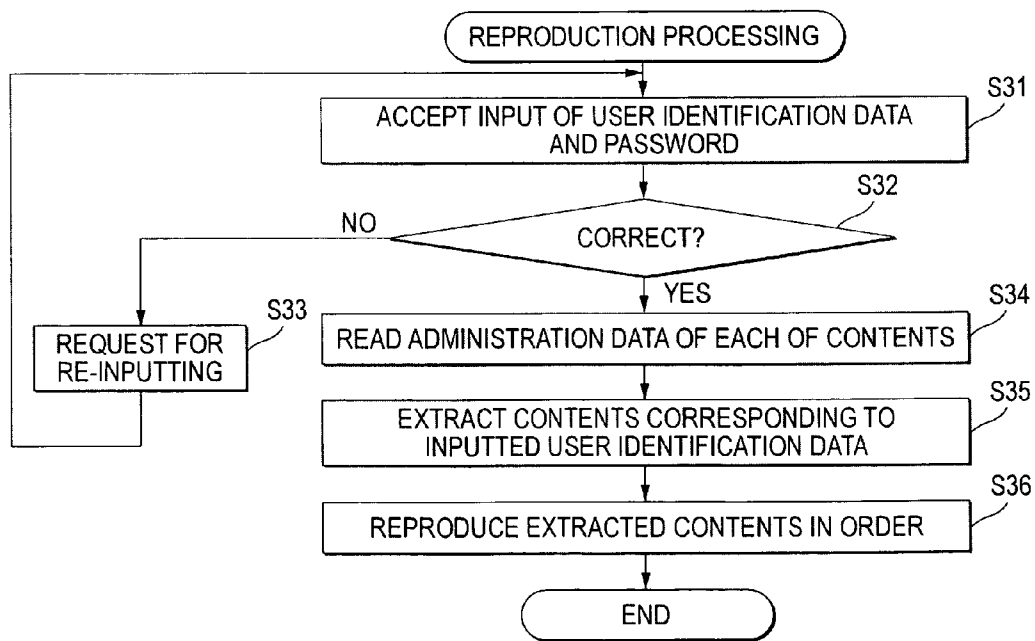 REPRODUCTION PROCESSING
S31
ACCEPT INPUT OF USER IDENTIFICATION DATA
AND PASSWORD
S32
NO
CORRECT?
YES
S33
REQUEST FOR
RE-INPUTTING
S34
READ ADMINISTRATION DATA OF EACH OF CONTENTS
S35
EXTRACT CONTENTS CORRESPONDING TO
INPUTTED USER IDENTIFICATION DATA
S36
REPRODUCE EXTRACTED CONTENTS IN ORDER
END